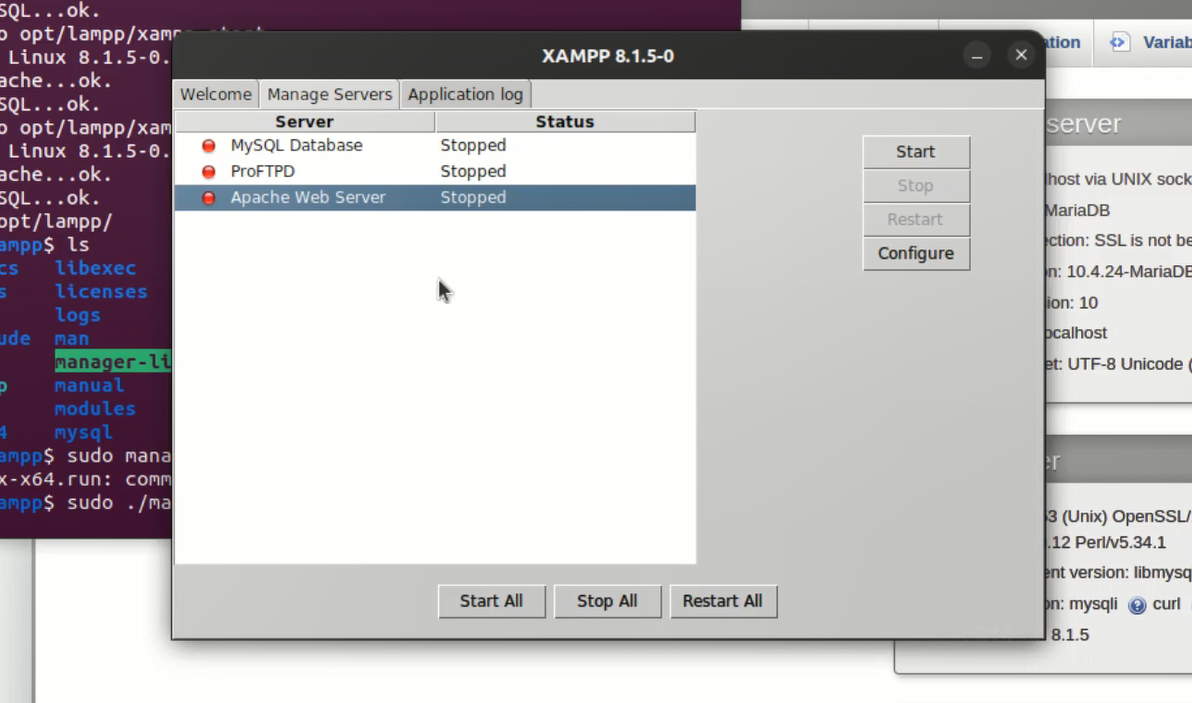 SQL...ok.
o opt/lampp/xampp start
Linux 8.1.5-0.
ache...ok.
SQL...ok.
o opt/lampp/xam
Linux 8.1.5-0.
ache...ok.
SQL...ok.
opt/lampp/
ampp$ ls
cs libexec
s licenses
logs
ude man
manager-li
p manual
modules
4 mysql
ampp$ sudo mana
x-x64.run: comm
ampp$ sudo ./ma
XAMPP 8.1.5-0
Welcome Manage Servers Application log
Server Status
MySQL Database Stopped
ProFTPD Stopped
Apache Web Server Stopped
Start
Stop
Restart
Configure
Start All Stop All Restart All
ation Variab
server
lhost via UNIX sock
MariaDB
ection: SSL is not be
on: 10.4.24-MariaDB
sion: 10
ocalhost
et: UTF-8 Unicode (
er
53 (Unix) OpenSSL/
.12 Perl/v5.34.1
ent version: libmysq
on: mysqli curl
8.1.5